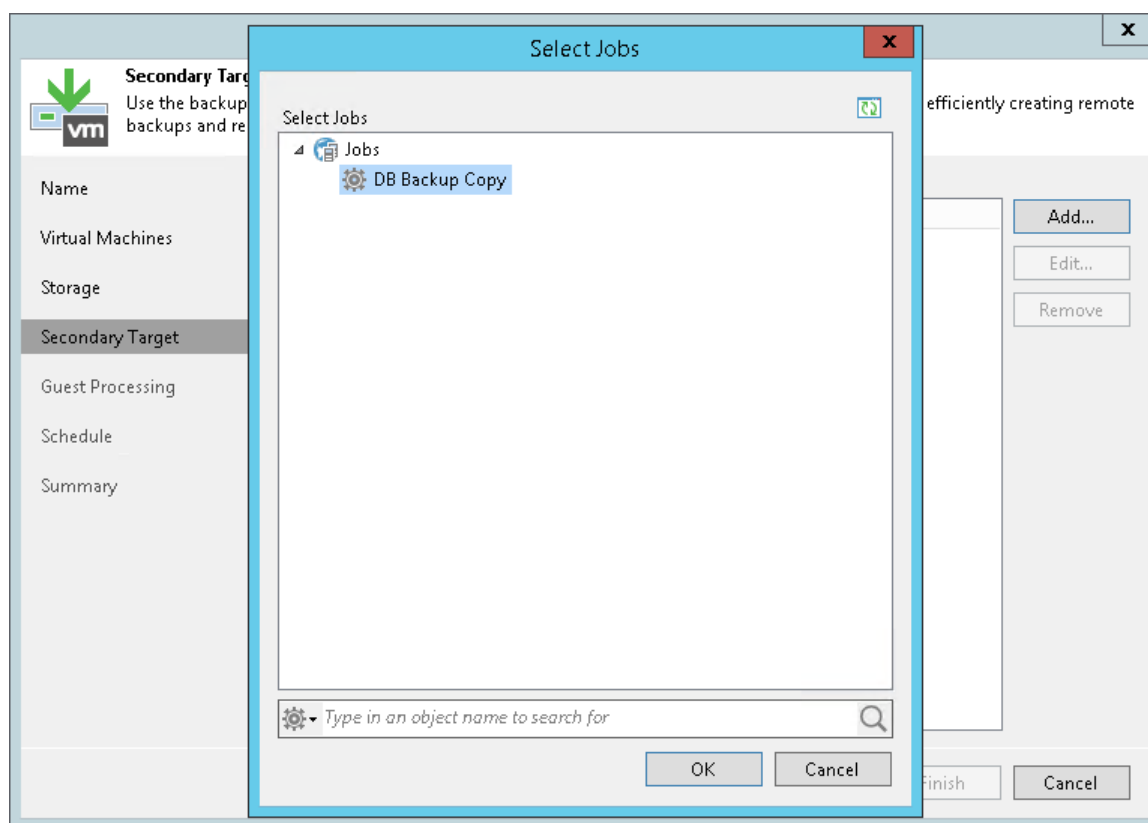 Select Jobs
x
x
Secondary Targ
Use the backup
backups and re
efficiently creating remote
vm
Name
Virtual Machines
Storage
Secondary Target
Guest Processing
Schedule
Summary
Select Jobs
Jobs
DB Backup Copy
Type in an object name to search for
OK
Cancel
Add...
Edit...
Remove
Finish
Cancel